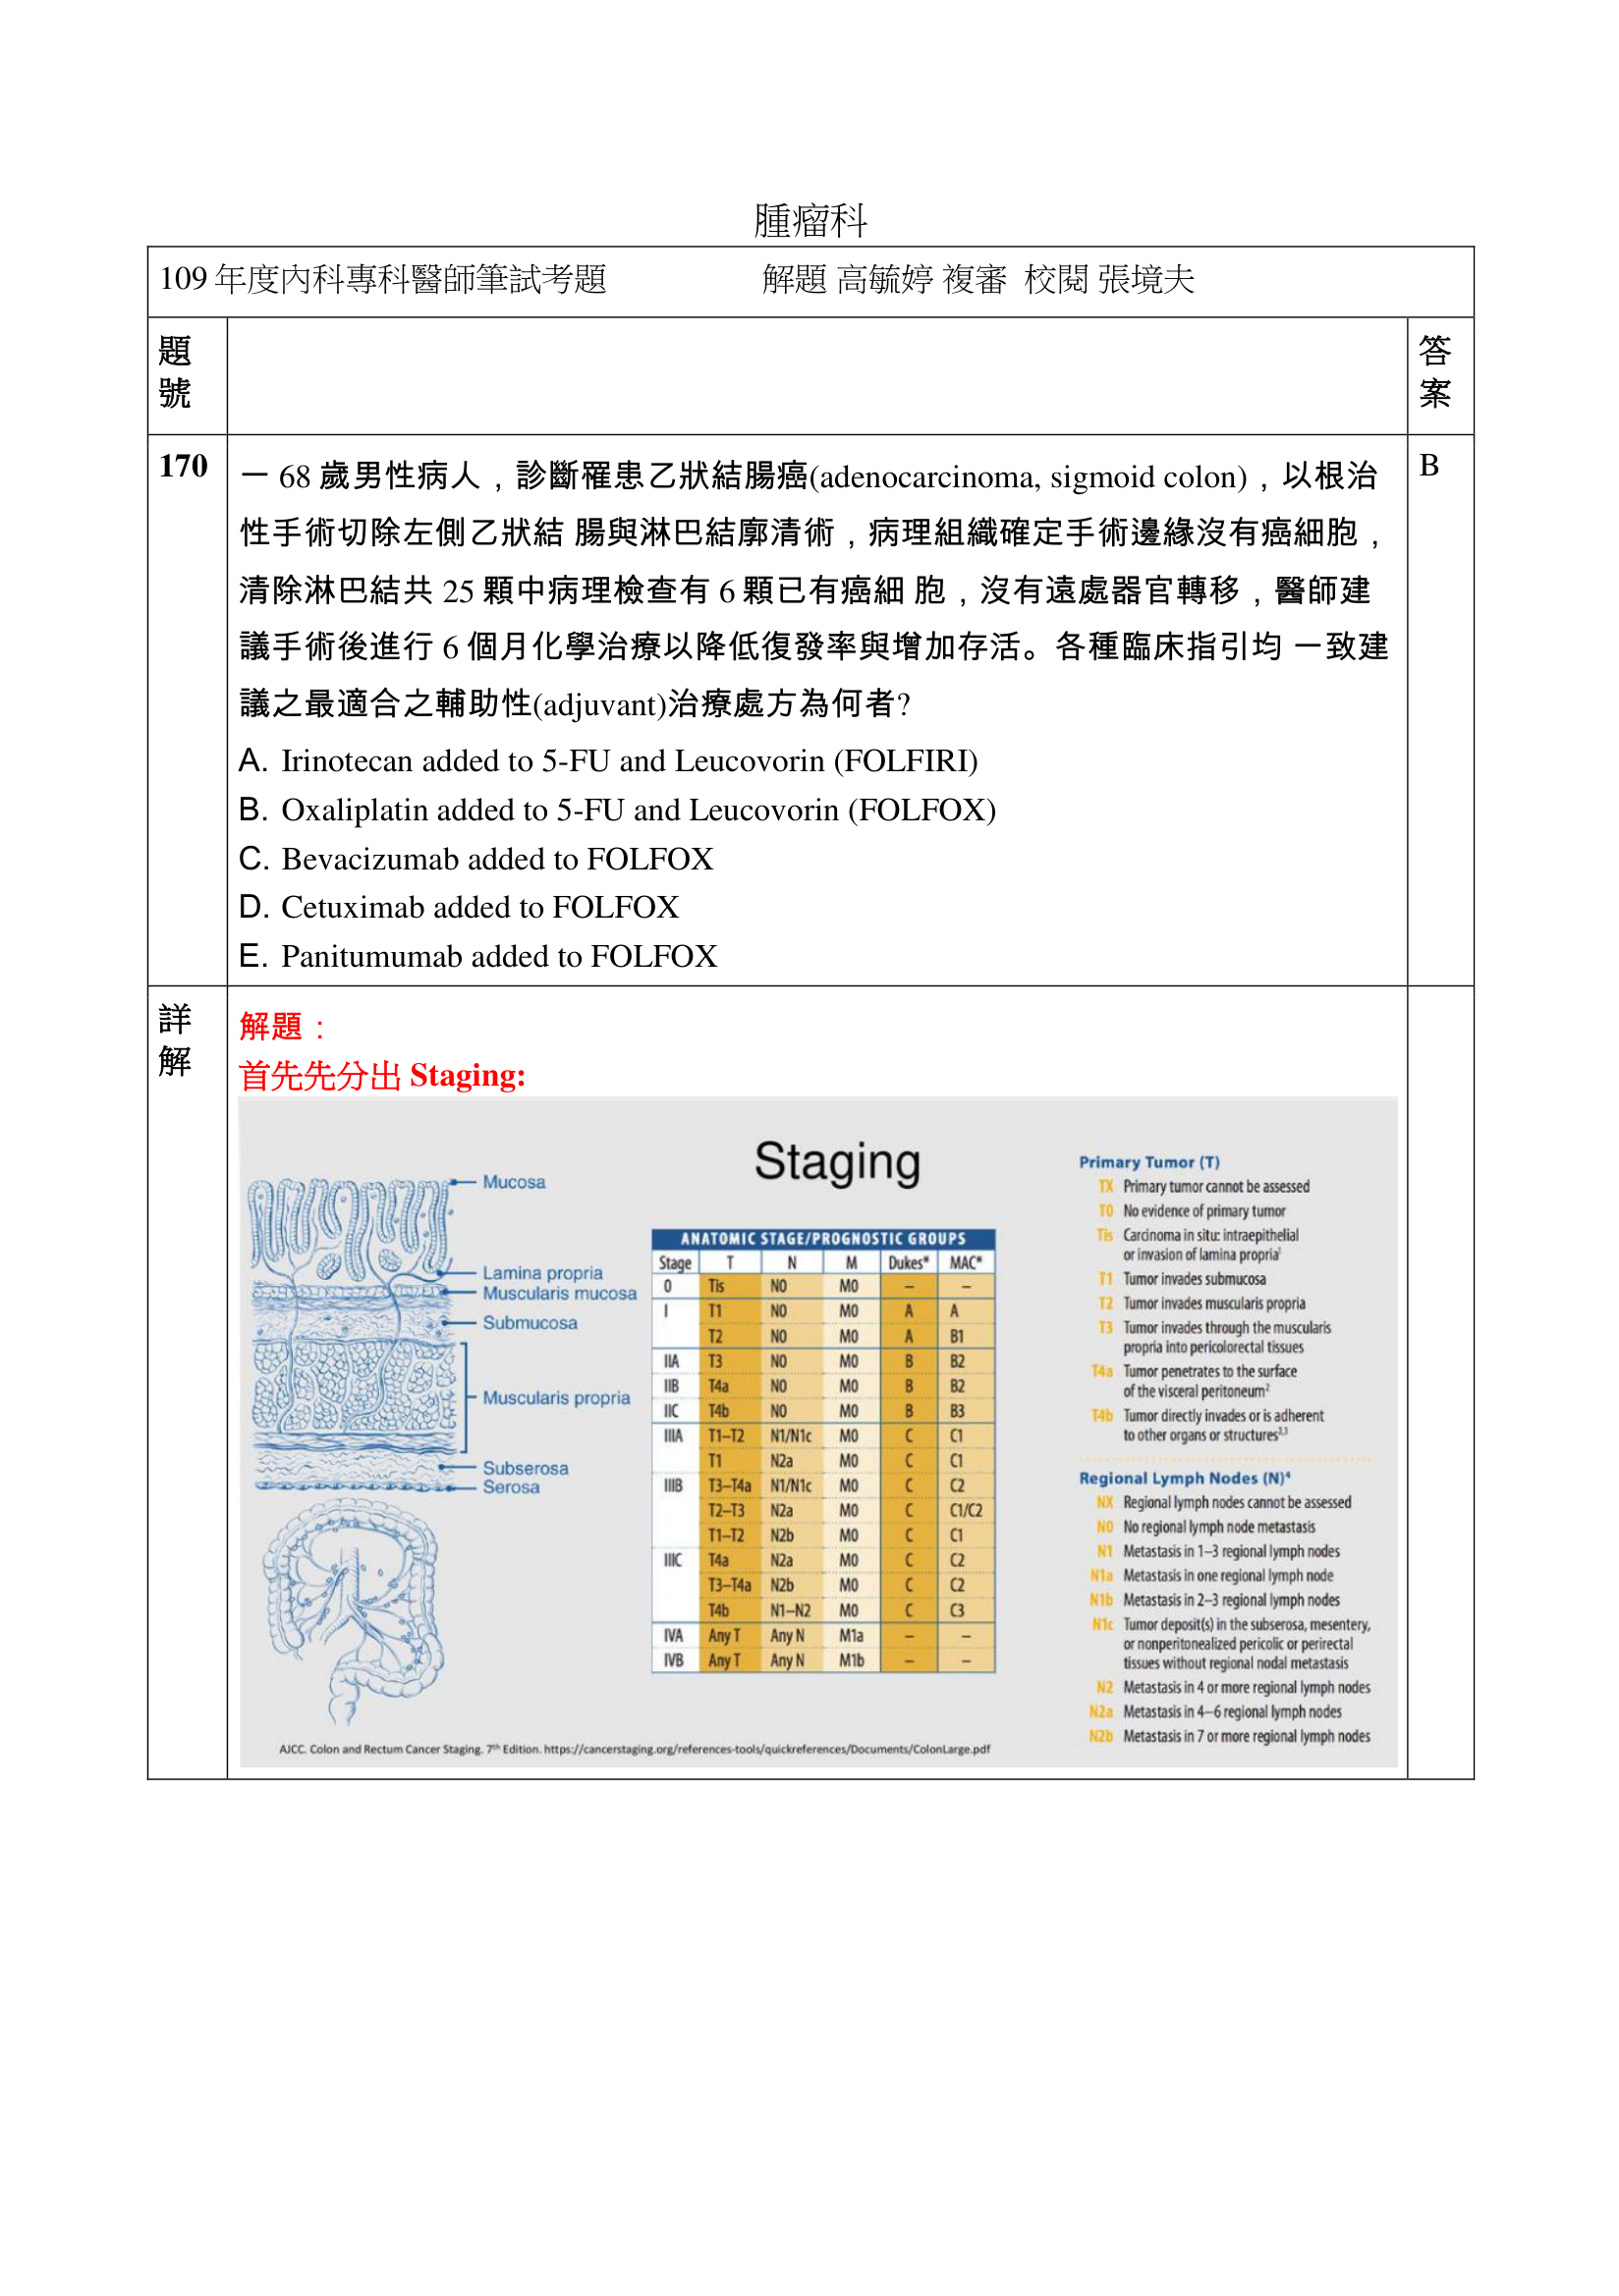 腫瘤科
109 年度內科專科醫師筆試考題 解題 高毓婷 複審 校閱 張境夫
題號
答案
170
一 68 歲男性病人，診斷罹患乙狀結腸癌(adenocarcinoma, sigmoid colon)，以根治
性手術切除左側乙狀結 腸與淋巴結廓清術，病理組織確定手術邊緣沒有癌細胞，
清除淋巴結共 25 顆中病理檢查有 6 顆已有癌細 胞，沒有遠處器官轉移，醫師建
議手術後進行 6 個月化學治療以降低復發率與增加存活。各種臨床指引均 一致建
議之最適合之輔助性(adjuvant)治療處方為何者?
A. Irinotecan added to 5-FU and Leucovorin (FOLFIRI)
B. Oxaliplatin added to 5-FU and Leucovorin (FOLFOX)
C. Bevacizumab added to FOLFOX
D. Cetuximab added to FOLFOX
E. Panitumumab added to FOLFOX
B
詳解
解題：
首先先分出 Staging:
Staging
Mucosa
Lamina propria
Muscularis mucosa
Submucosa
Muscularis propria
Subserosa
Serosa
ANATOMIC STAGE/PROGNOSTIC GROUPS
Stage T N M Dukes* MAC*
0 Tis N0 M0 – –
I T1 N0 M0 A A
T2 N0 M0 A B1
IIA T3 N0 M0 B B2
IIB T4a N0 M0 B B2
IIC T4b N0 M0 B B3
IIIA T1–T2 N1/N1c M0 C C1
T1 N2a M0 C C1
IIIB T3–T4a N1/N1c M0 C C2
T2–T3 N2a M0 C C1/C2
T1–T2 N2b M0 C C1
IIIC T4a N2a M0 C C2
T3–T4a N2b M0 C C2
T4b N1–N2 M0 C C3
IVA Any T Any N M1a – –
IVB Any T Any N M1b – –
Primary Tumor (T)
TX Primary tumor cannot be assessed
T0 No evidence of primary tumor
Tis Carcinoma in situ: intraepithelial
or invasion of lamina propria¹
T1 Tumor invades submucosa
T2 Tumor invades muscularis propria
T3 Tumor invades through the muscularis
propria into pericolorectal tissues
T4a Tumor penetrates to the surface
of the visceral peritoneum²
T4b Tumor directly invades or is adherent
to other organs or structures²,³
Regional Lymph Nodes (N)⁴
NX Regional lymph nodes cannot be assessed
N0 No regional lymph node metastasis
N1 Metastasis in 1–3 regional lymph nodes
N1a Metastasis in one regional lymph node
N1b Metastasis in 2–3 regional lymph nodes
N1c Tumor deposit(s) in the subserosa, mesentery,
or nonperitonealized pericolic or perirectal
tissues without regional nodal metastasis
N2 Metastasis in 4 or more regional lymph nodes
N2a Metastasis in 4–6 regional lymph nodes
N2b Metastasis in 7 or more regional lymph nodes
AJCC. Colon and Rectum Cancer Staging. 7th Edition. https://cancerstaging.org/references-tools/quickreferences/Documents/ColonLarge.pdf